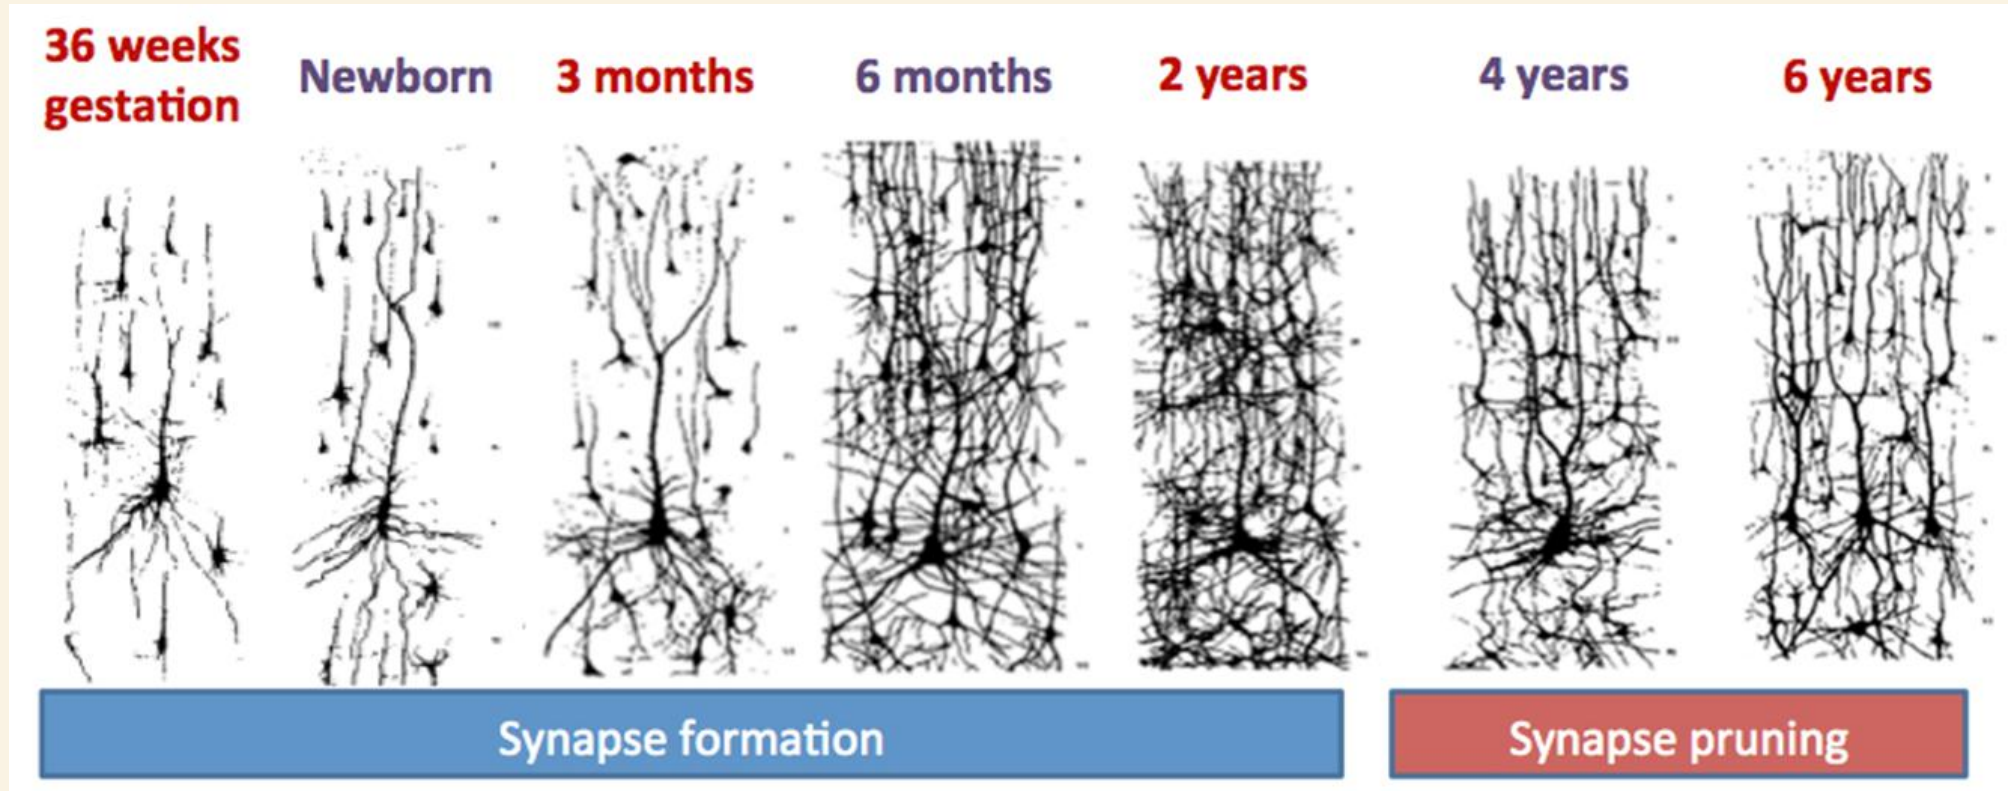 36 weeks
gestation
Newborn
3 months
6 months
2 years
4 years
6 years
Synapse formation
Synapse pruning